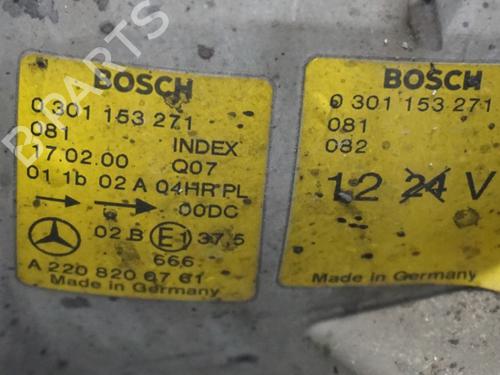 BOSCH
0 301 153 271
081 INDEX
7.02.00 Q07
01 1b 02 A 04HR PL
00DC
02 B E1 37,5
666
A 220 820 67 61
Made in Germany
BOSCH
0 301 153 271
081
082
12 24 V
Made in Germany
B PARTS